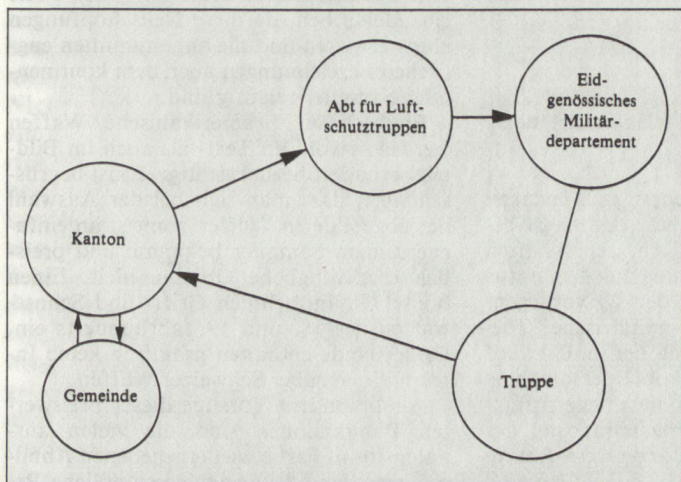 Abt für Luft-
schutztruppen
Eid-
genössisches
Militär-
departement
Kanton
Gemeinde
Truppe